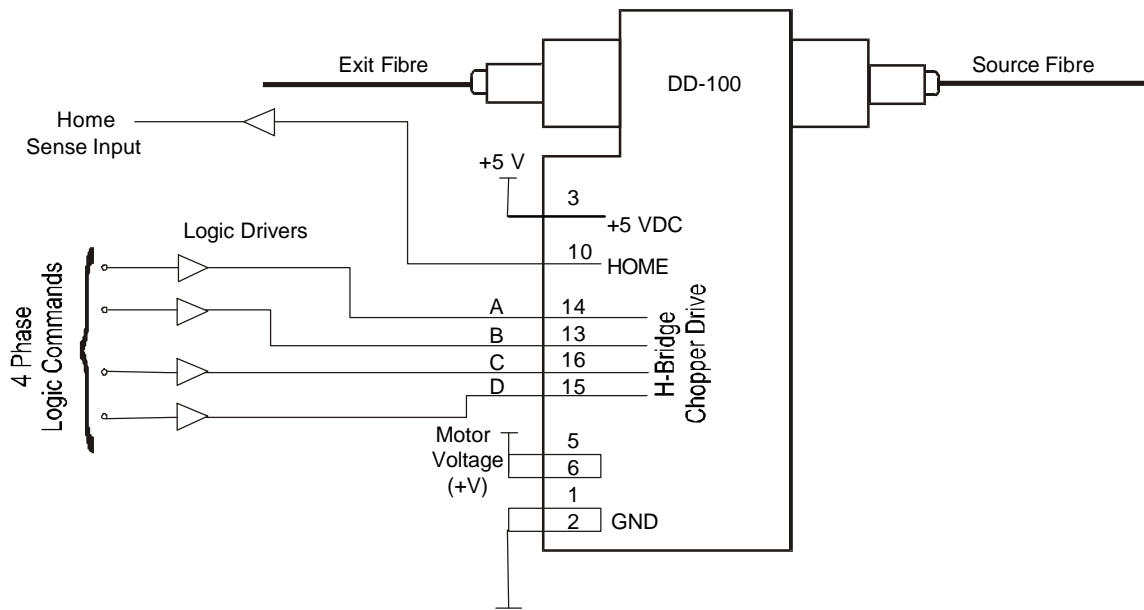 Exit Fibre
DD-100
Source Fibre
Home
Sense Input
+5 V
3
+5 VDC
Logic Drivers
10
HOME
4 Phase
Logic Commands
A
14
B
13
C
16
D
15
H-Bridge
Chopper Drive
Motor
Voltage
(+V)
5
6
1
2
GND